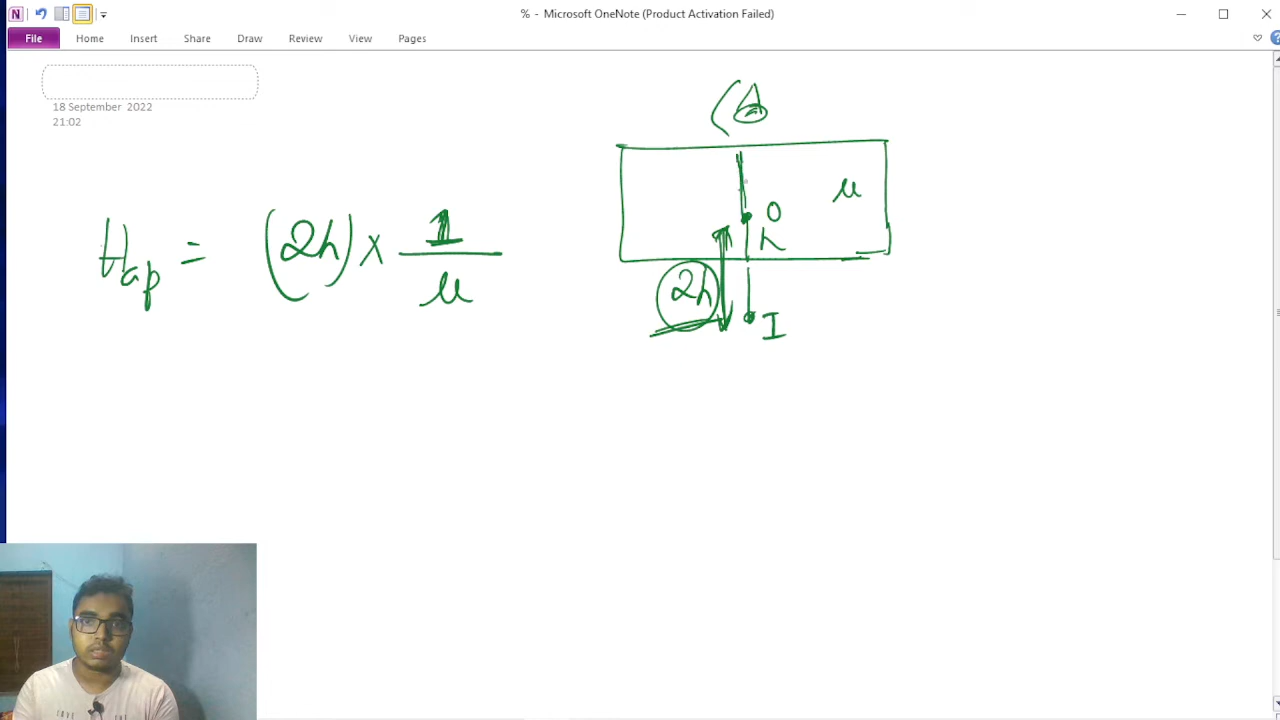 % - Microsoft OneNote (Product Activation Failed)
File Home Insert Share Draw Review View Pages
18 September 2022
21:02
H_ap = (2h) × 1/μ
μ
O
h
2h
I